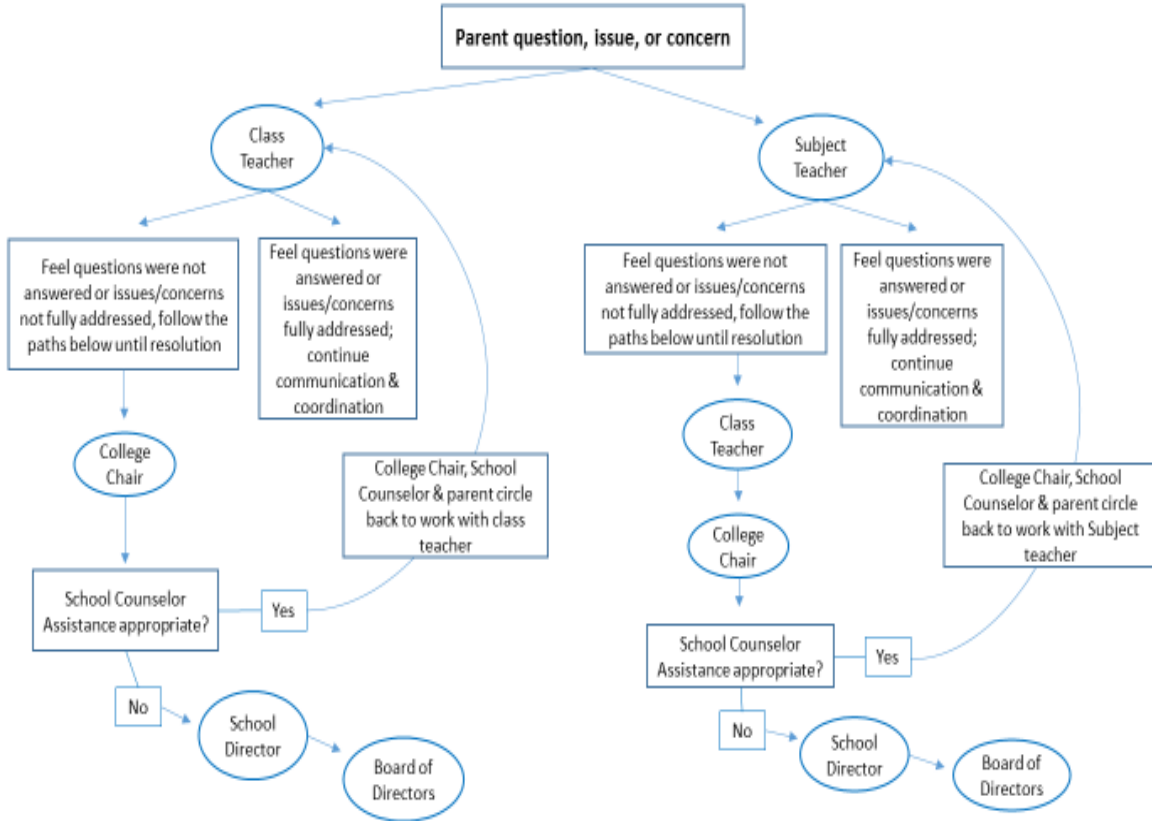 Parent question, issue, or concern
Class
Teacher
Feel questions were not
answered or issues/concerns
not fully addressed, follow the
paths below until resolution
Feel questions were
answered or
issues/concerns
fully addressed;
continue
communication &
coordination
College
Chair
College Chair, School
Counselor & parent circle
back to work with class
teacher
School Counselor
Assistance appropriate?
Yes
No
School
Director
Board of
Directors
Subject
Teacher
Feel questions were not
answered or issues/concerns
not fully addressed, follow the
paths below until resolution
Feel questions were
answered or
issues/concerns
fully addressed;
continue
communication &
coordination
Class
Teacher
College
Chair
College Chair, School
Counselor & parent circle
back to work with Subject
teacher
School Counselor
Assistance appropriate?
Yes
No
School
Director
Board of
Directors